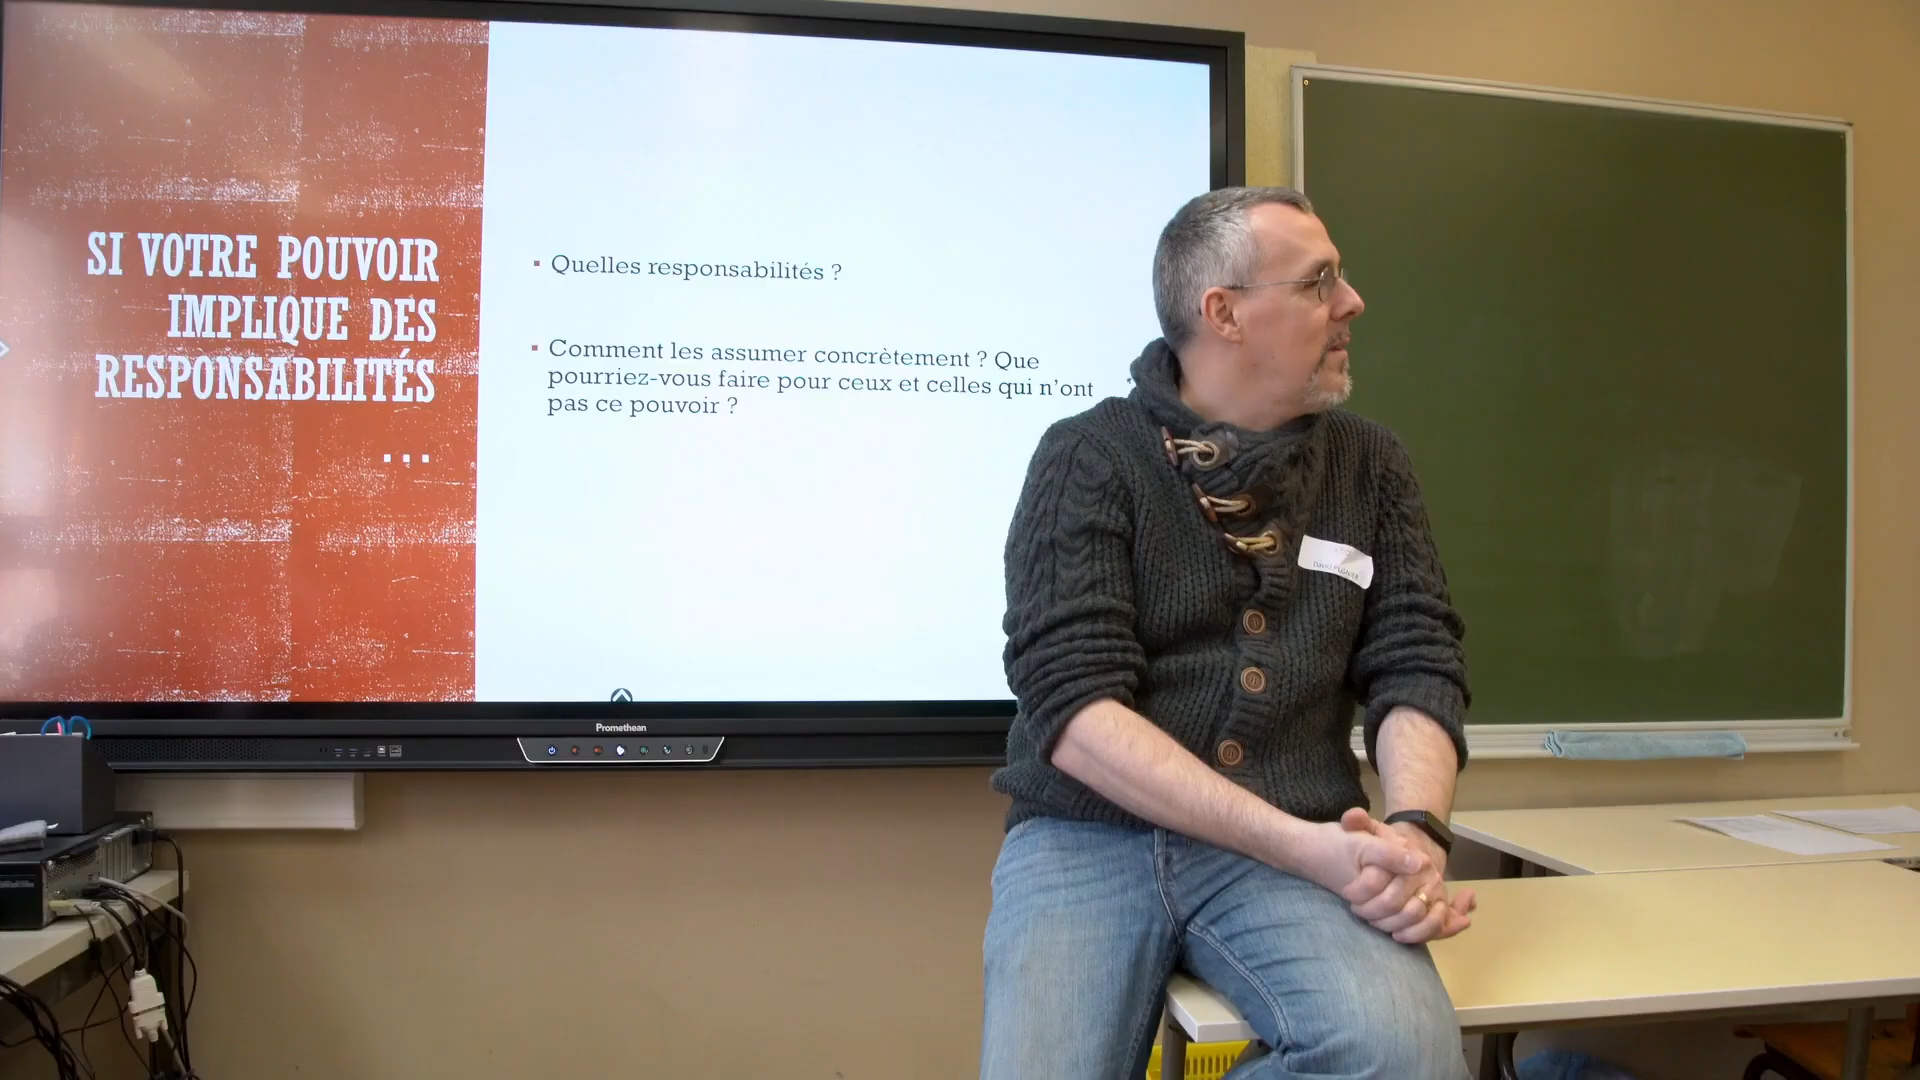 SI VOTRE POUVOIR
IMPLIQUE DES
RESPONSABILITÉS
...
▪ Quelles responsabilités ?
▪ Comment les assumer concrètement ? Que
pourriez-vous faire pour ceux et celles qui n'ont
pas ce pouvoir ?
Promethean
David